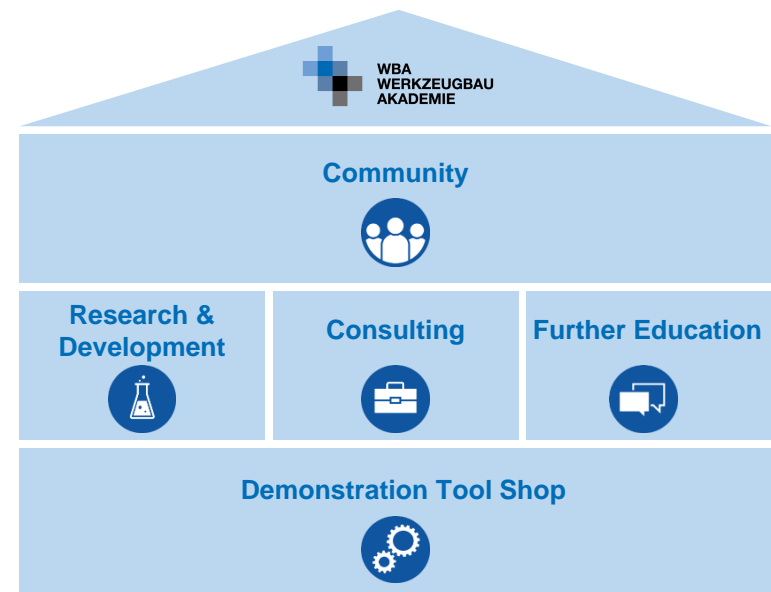 WBA
WERKZEUGBAU
AKADEMIE
Community
Research &
Development
Consulting
Further Education
Demonstration Tool Shop